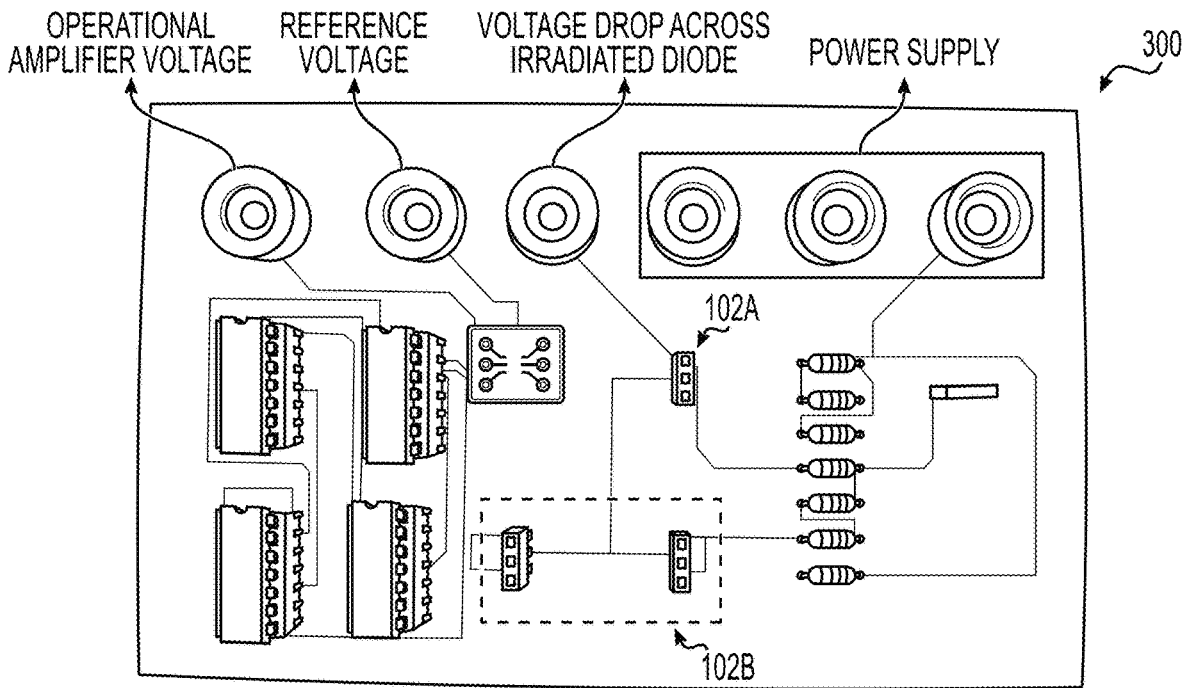 OPERATIONAL
AMPLIFIER VOLTAGE
REFERENCE
VOLTAGE
VOLTAGE DROP ACROSS
IRRADIATED DIODE
POWER SUPPLY
300
102A
102B